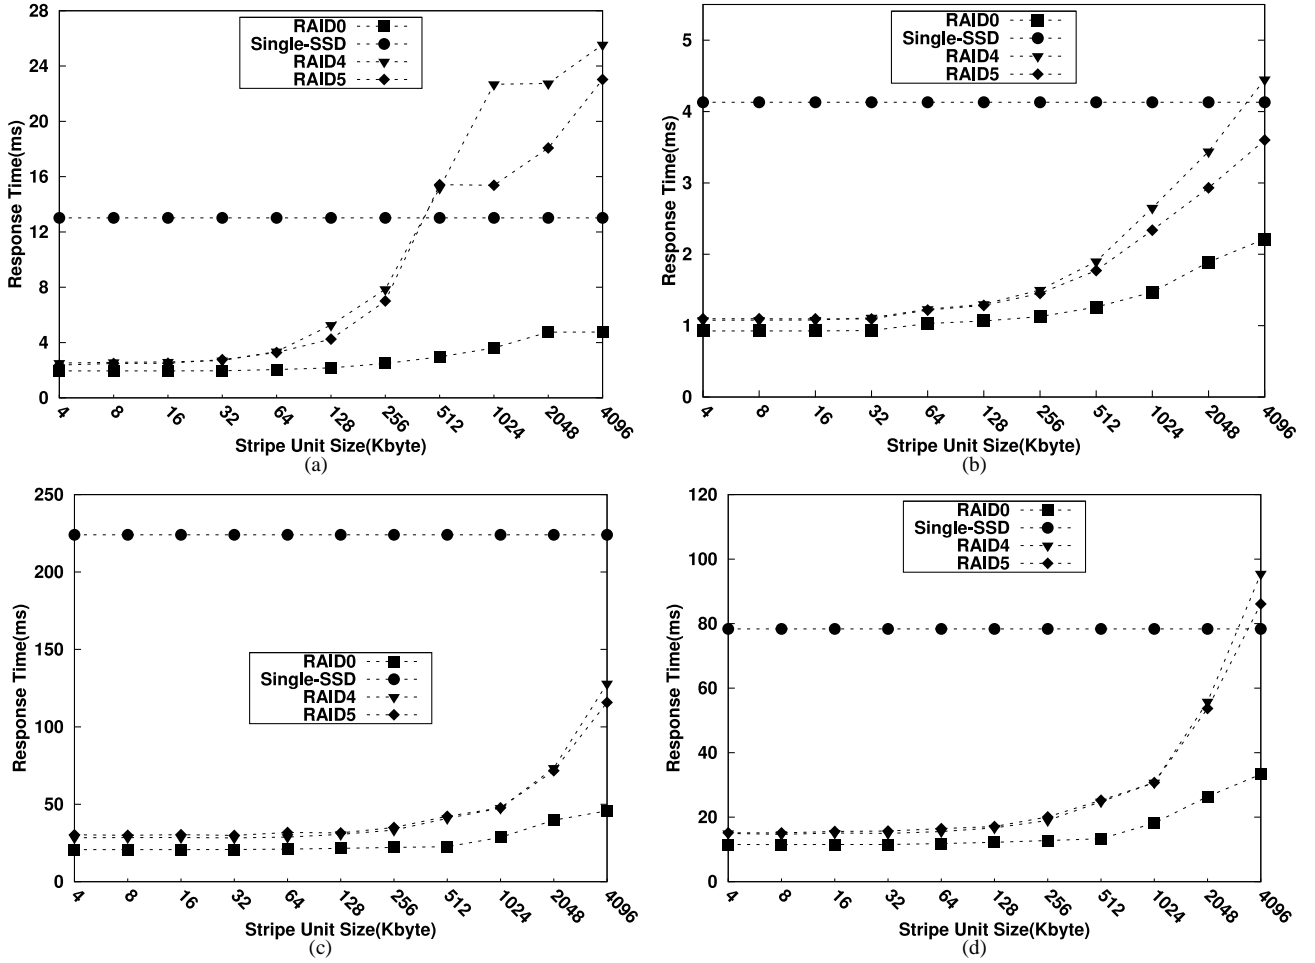 28
24
20
16
12
8
4
0
Response Time(ms)
RAID0
Single-SSD
RAID4
RAID5
4 8 16 32 64 128 256 512 1024 2048 4096
Stripe Unit Size(Kbyte)
(a)
5
4
3
2
1
0
Response Time(ms)
RAID0
Single-SSD
RAID4
RAID5
4 8 16 32 64 128 256 512 1024 2048 4096
Stripe Unit Size(Kbyte)
(b)
250
200
150
100
50
0
Response Time(ms)
RAID0
Single-SSD
RAID4
RAID5
4 8 16 32 64 128 256 512 1024 2048 4096
Stripe Unit Size(Kbyte)
(c)
120
100
80
60
40
20
0
Response Time(ms)
RAID0
Single-SSD
RAID4
RAID5
4 8 16 32 64 128 256 512 1024 2048 4096
Stripe Unit Size(Kbyte)
(d)